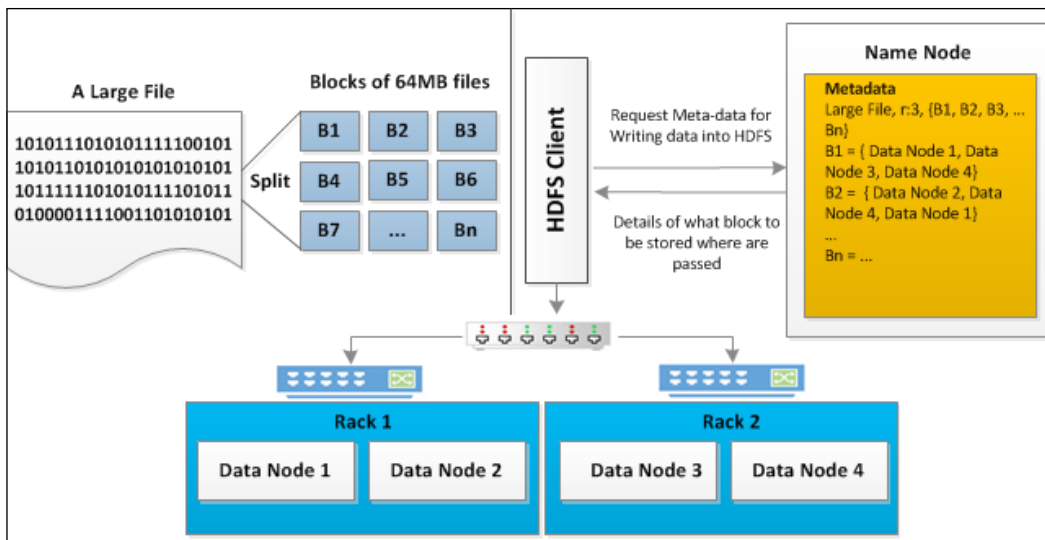 A Large File
1010111010101111100101
1010110101010101010101
1011111101010111101011
0100001111001101010101
Split
Blocks of 64MB files
B1 B2 B3
B4 B5 B6
B7 ... Bn
HDFS Client
Request Meta-data for
Writing data into HDFS
Details of what block to
be stored where are
passed
Name Node
Metadata
Large File, r:3, {B1, B2, B3, ...
Bn}
B1 = { Data Node 1, Data
Node 3, Data Node 4}
B2 = { Data Node 2, Data
Node 4, Data Node 1}
...
Bn = ...
Rack 1
Data Node 1 Data Node 2
Rack 2
Data Node 3 Data Node 4